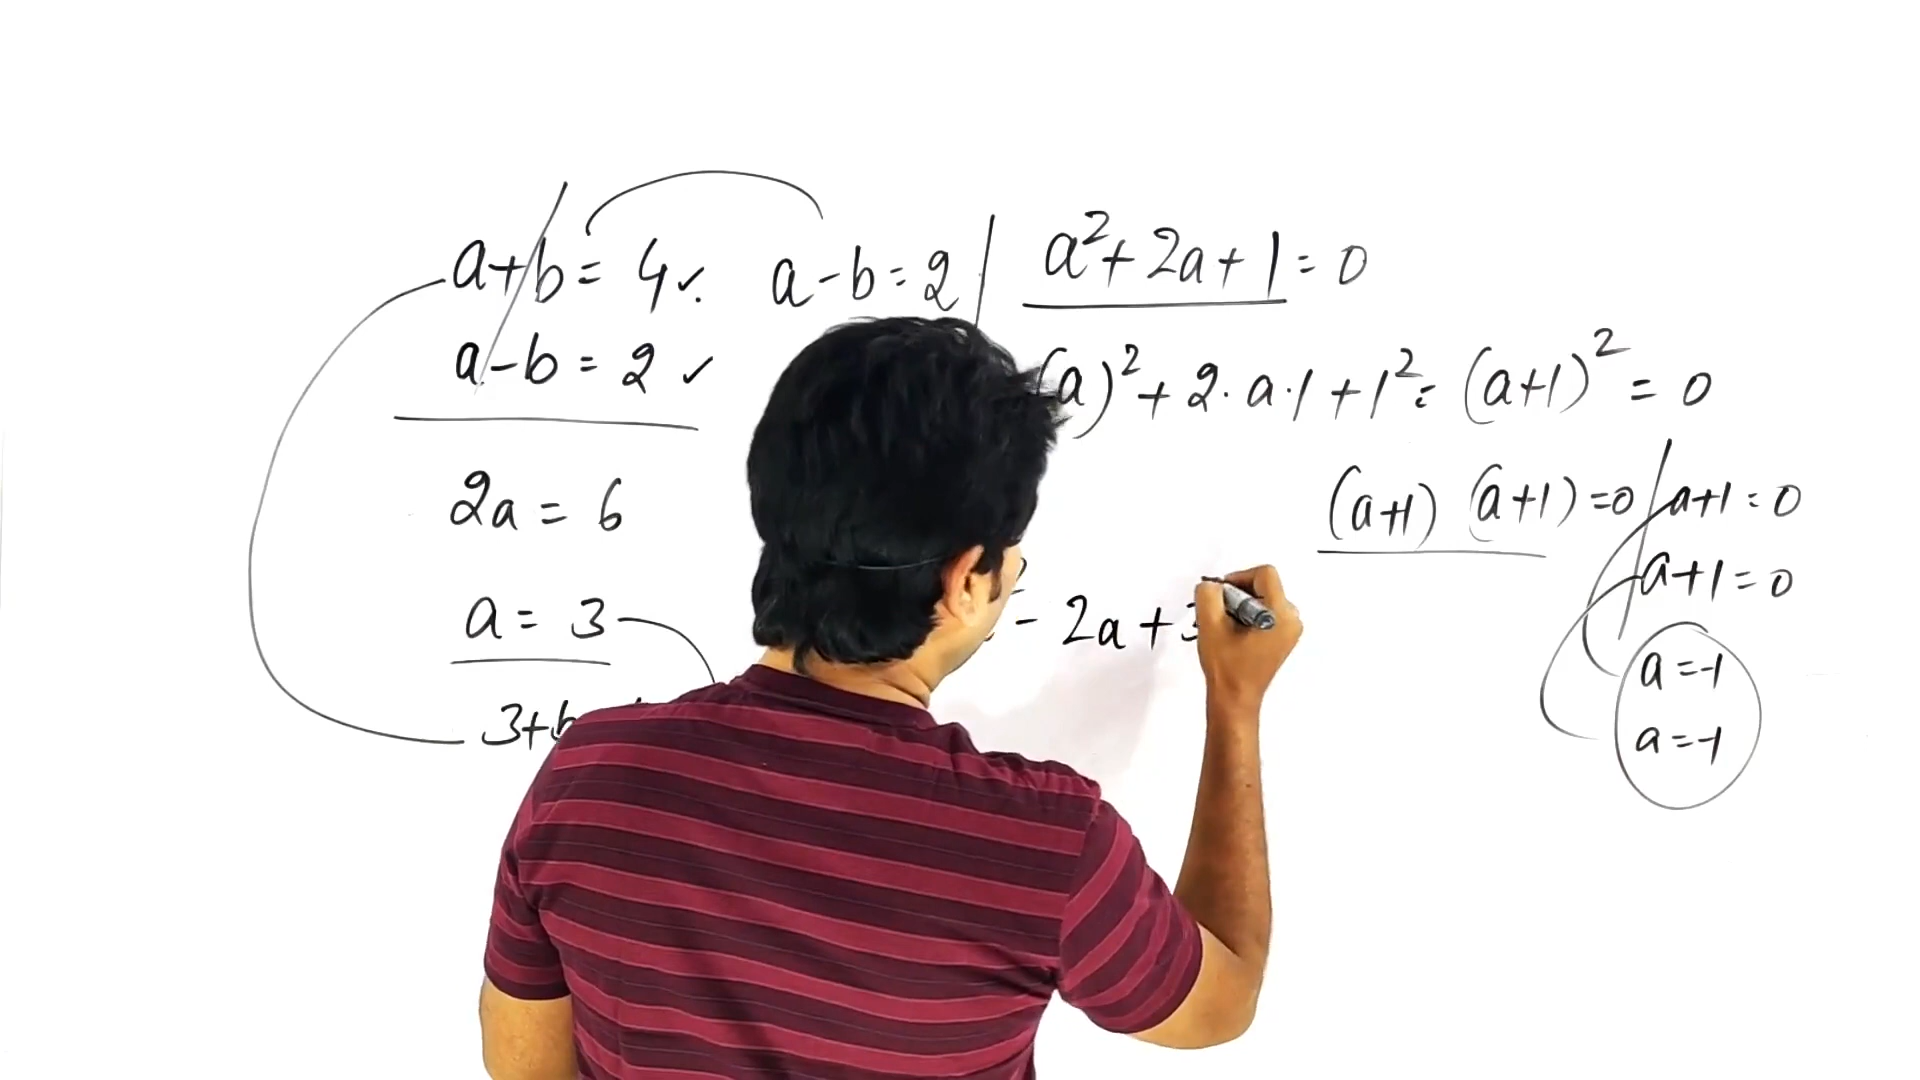 a+b = 4 ✓.
a-b = 2 ✓
2a = 6
a = 3
3+b
a-b = 2
a²+2a+1 = 0
(a)² + 2·a·1 + 1² = (a+1)² = 0
(a+1) (a+1) = 0
a+1 = 0
a+1 = 0
a = -1
a = -1
- 2a + 3